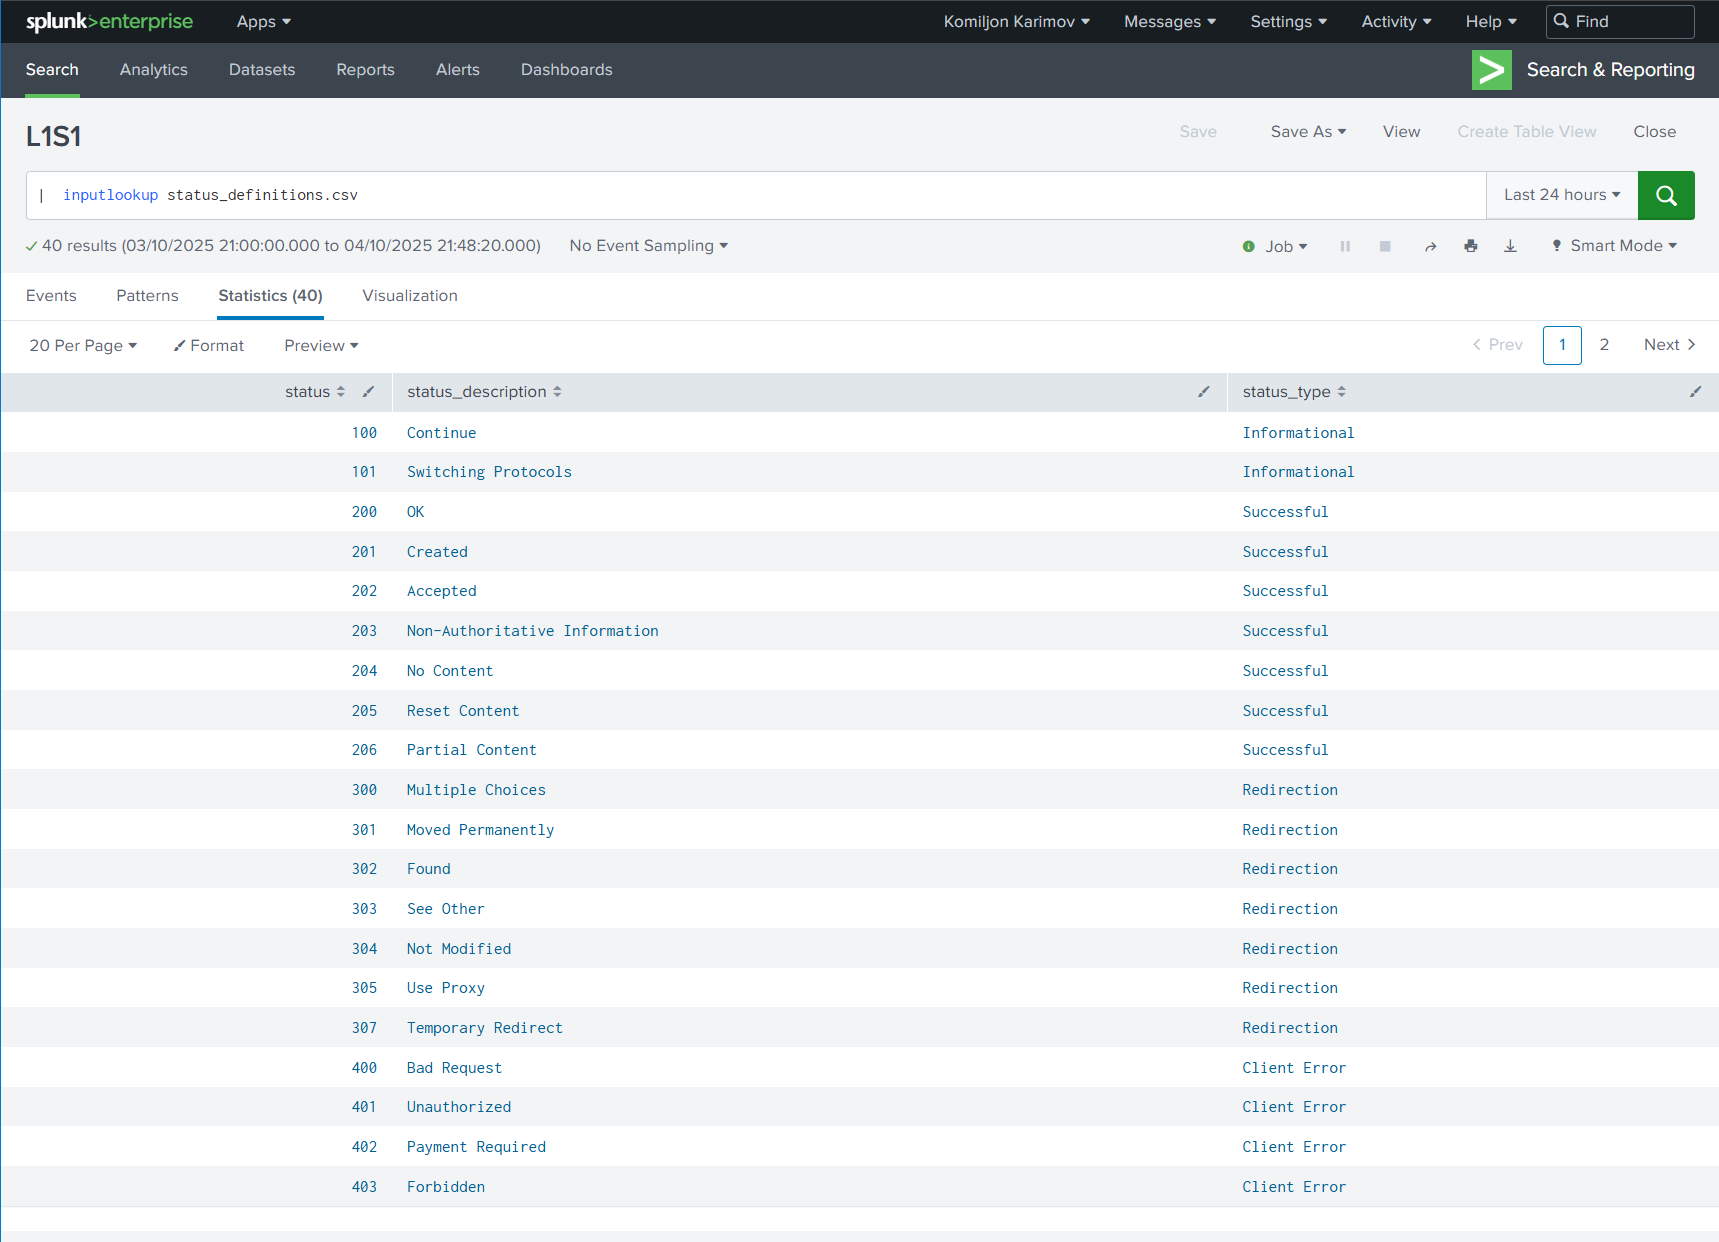 splunk>enterprise Apps Komiljon Karimov Messages Settings Activity Help Find
Search Analytics Datasets Reports Alerts Dashboards Search & Reporting
L1S1 Save Save As View Create Table View Close
| inputlookup status_definitions.csv Last 24 hours
40 results (03/10/2025 21:00:00.000 to 04/10/2025 21:48:20.000) No Event Sampling Job Smart Mode
Events Patterns Statistics (40) Visualization
20 Per Page Format Preview Prev 1 2 Next
status status_description status_type
100 Continue Informational
101 Switching Protocols Informational
200 OK Successful
201 Created Successful
202 Accepted Successful
203 Non-Authoritative Information Successful
204 No Content Successful
205 Reset Content Successful
206 Partial Content Successful
300 Multiple Choices Redirection
301 Moved Permanently Redirection
302 Found Redirection
303 See Other Redirection
304 Not Modified Redirection
305 Use Proxy Redirection
307 Temporary Redirect Redirection
400 Bad Request Client Error
401 Unauthorized Client Error
402 Payment Required Client Error
403 Forbidden Client Error